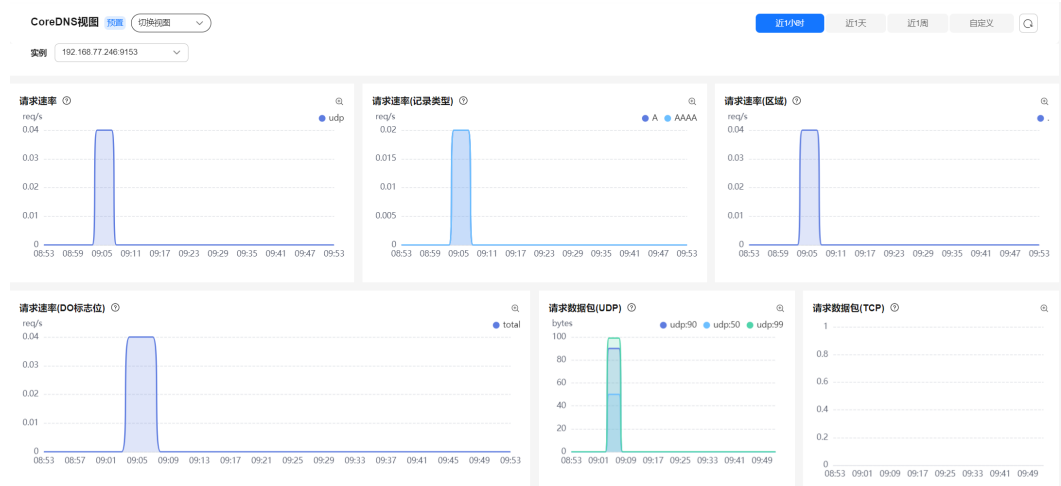 CoreDNS视图 预置 切换视图 近1小时 近1天 近1周 自定义
实例 192.168.77.246:9153
请求速率
req/s udp
0.04
0.03
0.02
0.01
0
08:53 08:59 09:05 09:11 09:17 09:23 09:29 09:35 09:41 09:47 09:53
请求速率(记录类型)
req/s A AAAA
0.02
0.015
0.01
0.005
0
08:53 08:59 09:05 09:11 09:17 09:23 09:29 09:35 09:41 09:47 09:53
请求速率(区域)
req/s .
0.04
0.03
0.02
0.01
0
08:53 08:59 09:05 09:11 09:17 09:23 09:29 09:35 09:41 09:47 09:53
请求速率(DO标志位)
req/s total
0.04
0.03
0.02
0.01
0
08:53 08:57 09:01 09:05 09:09 09:13 09:17 09:21 09:25 09:29 09:33 09:37 09:41 09:45 09:49 09:53
请求数据包(UDP)
bytes udp:90 udp:50 udp:99
100
80
60
40
20
0
08:53 09:01 09:09 09:17 09:25 09:33 09:41 09:49
请求数据包(TCP)
1
0.8
0.6
0.4
0.2
0
08:53 09:01 09:09 09:17 09:25 09:33 09:41 09:49